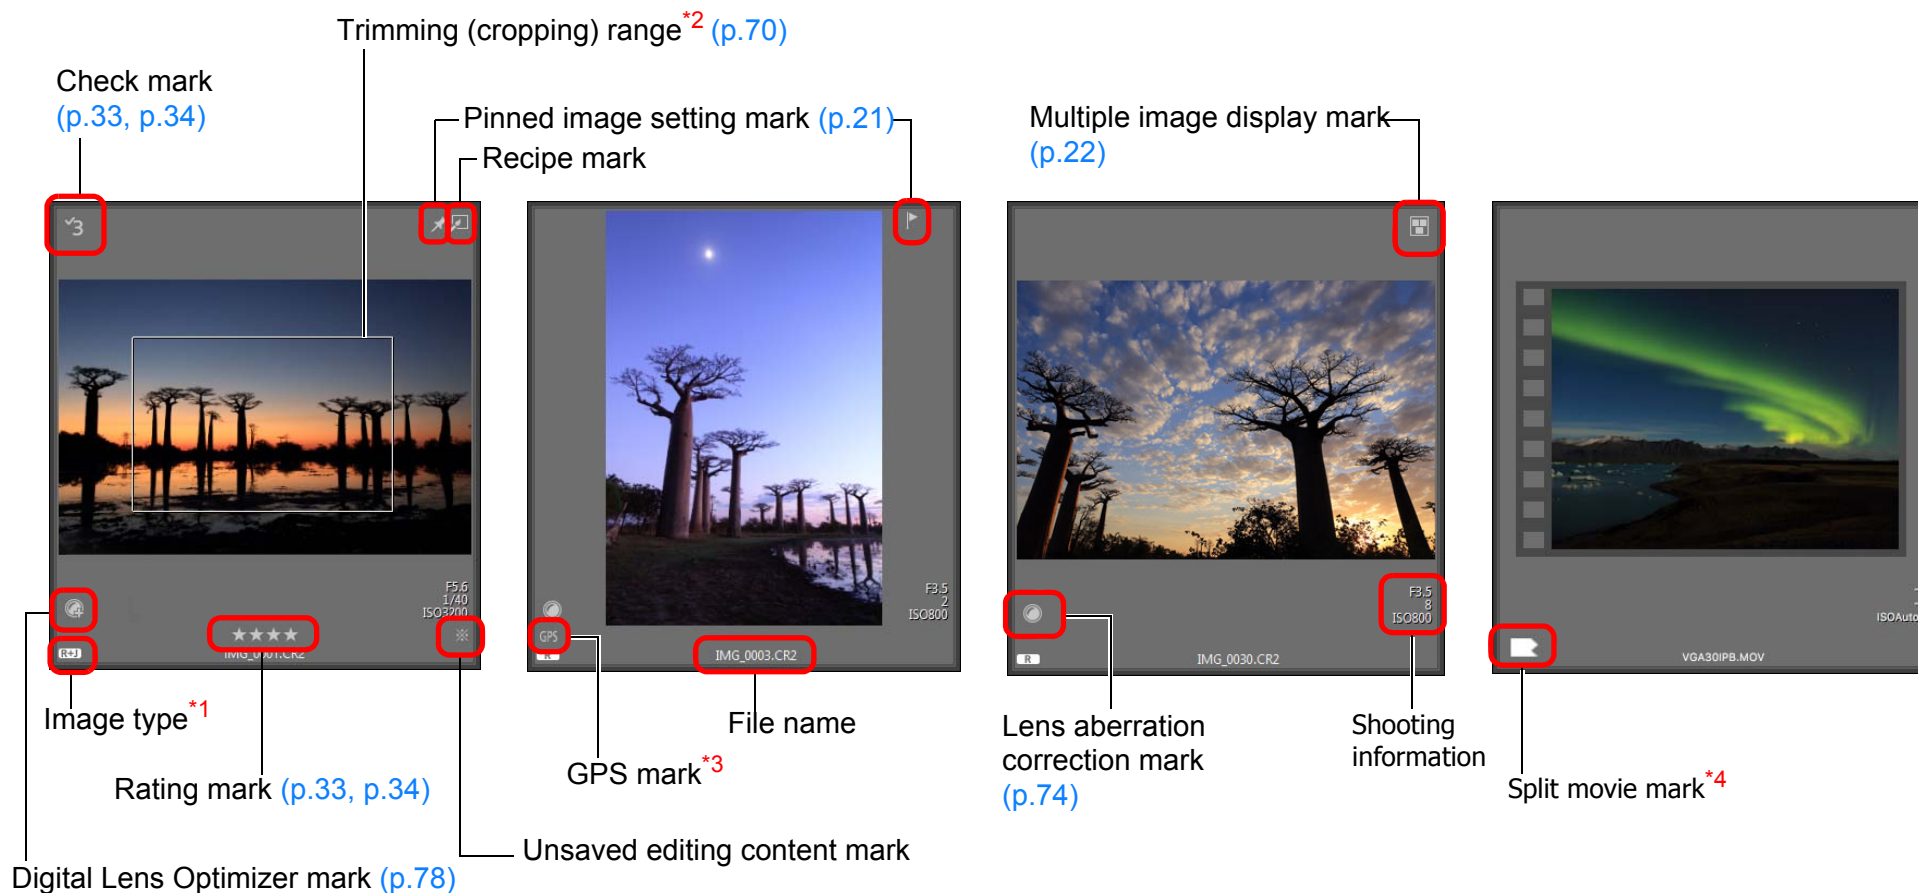 Trimming (cropping) range*2 (p.70)
Check mark
(p.33, p.34)
Pinned image setting mark (p.21)
Recipe mark
Multiple image display mark
(p.22)
3
F5.6
1/40
ISO3200
★★★★
※
R+J
IMG_0001.CR2
F3.5
2
ISO800
GPS
R
IMG_0003.CR2
F3.5
8
ISO800
R
IMG_0030.CR2
ISOAuto
VGA30IPB.MOV
Image type*1
Rating mark (p.33, p.34)
Digital Lens Optimizer mark (p.78)
Unsaved editing content mark
GPS mark*3
File name
Lens aberration
correction mark
(p.74)
Shooting
information
Split movie mark*4